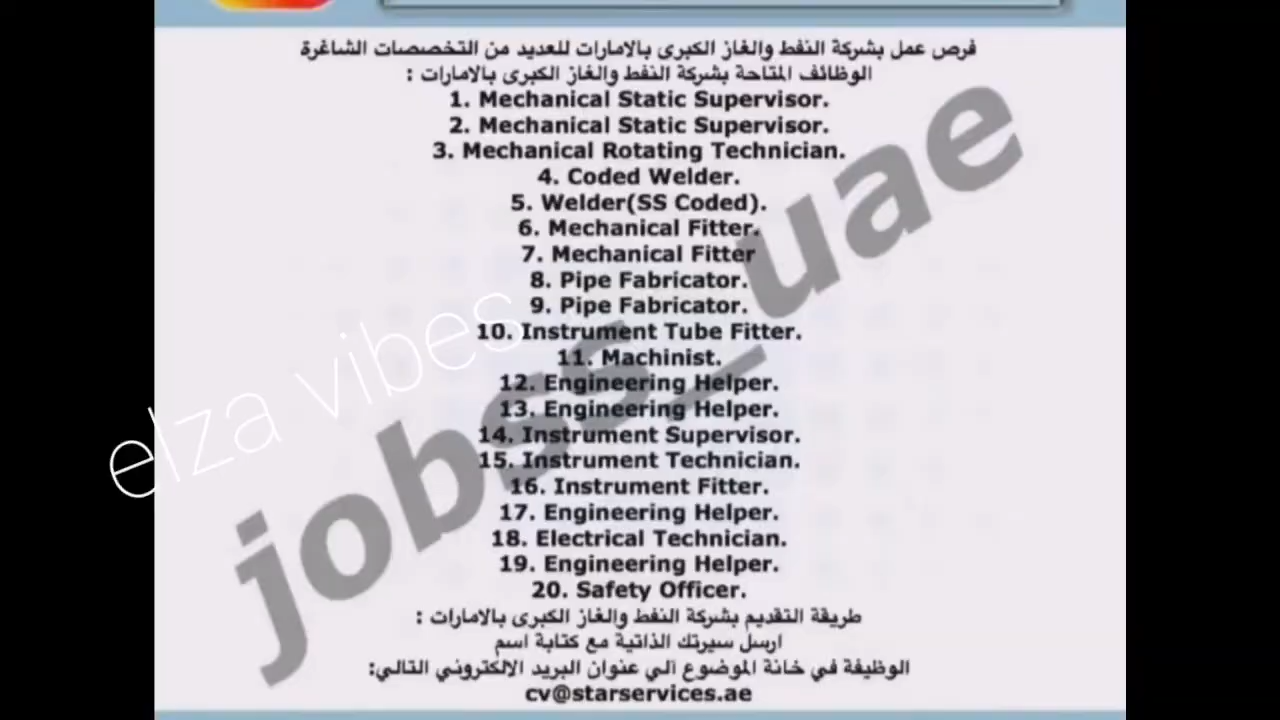 فرص عمل بشركة النفط والغاز الكبرى بالامارات للعديد من التخصصات الشاغرة
الوظائف المتاحة بشركة النفط والغاز الكبرى بالامارات :
1. Mechanical Static Supervisor.
2. Mechanical Static Supervisor.
3. Mechanical Rotating Technician.
4. Coded Welder.
5. Welder(SS Coded).
6. Mechanical Fitter.
7. Mechanical Fitter
8. Pipe Fabricator.
9. Pipe Fabricator.
10. Instrument Tube Fitter.
11. Machinist.
12. Engineering Helper.
13. Engineering Helper.
14. Instrument Supervisor.
15. Instrument Technician.
16. Instrument Fitter.
17. Engineering Helper.
18. Electrical Technician.
19. Engineering Helper.
20. Safety Officer.
طريقة التقديم بشركة النفط والغاز الكبرى بالامارات :
ارسل سيرتك الذاتية مع كتابة اسم
الوظيفة في خانة الموضوع الي عنوان البريد الالكتروني التالي:
cv@starservices.ae
elza vibes
jobss_uae